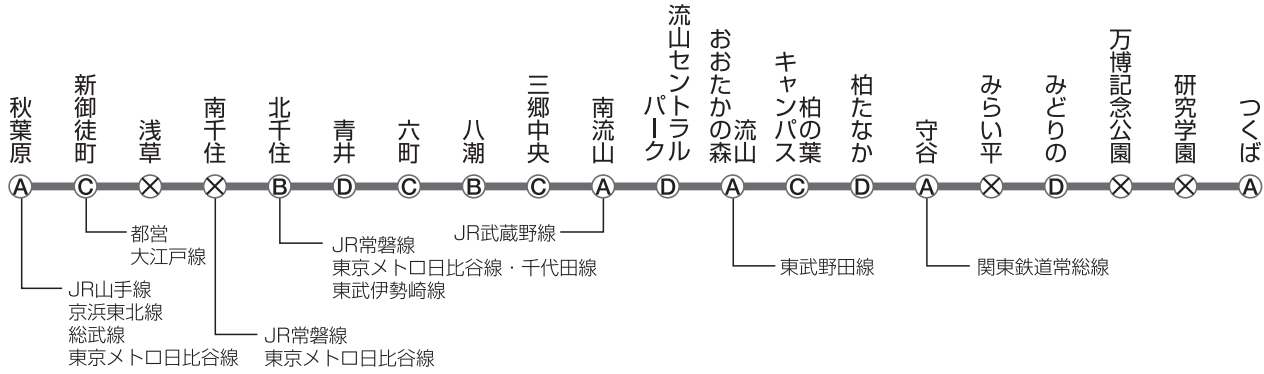 秋葉原
新御徒町
浅草
南千住
北千住
青井
六町
八潮
三郷中央
南流山
流山セントラル
パーク
流山
おおたかの森
柏の葉
キャンパス
柏たなか
守谷
みらい平
みどりの
万博記念公園
研究学園
つくば
A
C
×
×
B
D
C
B
C
A
D
A
C
D
A
×
D
×
×
A
都営
大江戸線
JR山手線
京浜東北線
総武線
東京メトロ日比谷線
JR常磐線
東京メトロ日比谷線
JR常磐線
東京メトロ日比谷線・千代田線
東武伊勢崎線
JR武蔵野線
東武野田線
関東鉄道常総線